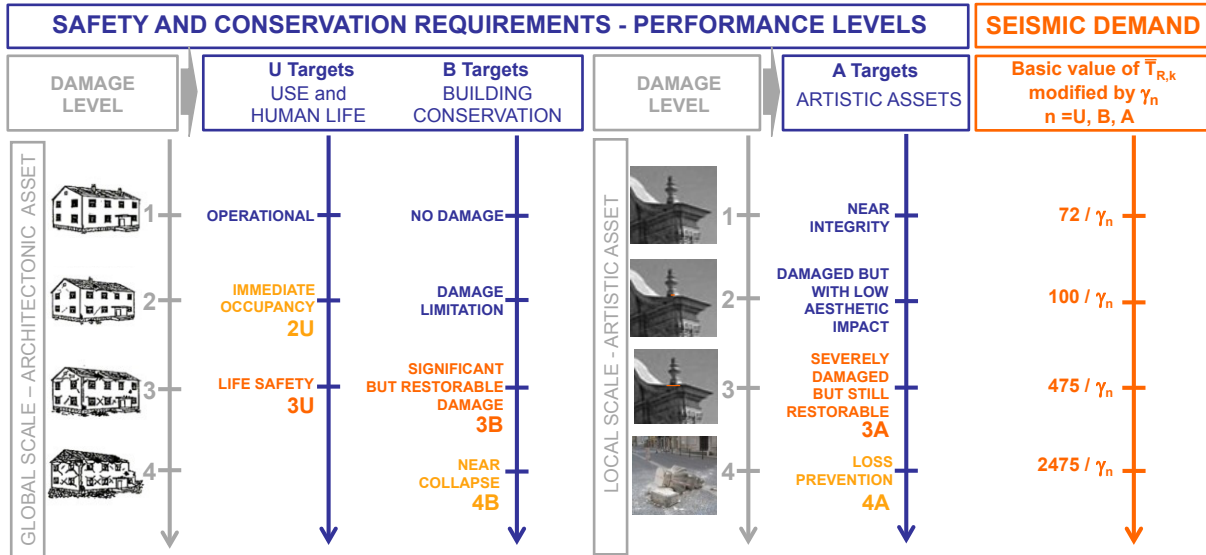 SAFETY AND CONSERVATION REQUIREMENTS - PERFORMANCE LEVELS
SEISMIC DEMAND
DAMAGE
LEVEL
U Targets
USE and
HUMAN LIFE
B Targets
BUILDING
CONSERVATION
DAMAGE
LEVEL
A Targets
ARTISTIC ASSETS
Basic value of T̅R,k
modified by γn
n =U, B, A
GLOBAL SCALE – ARCHITECTONIC ASSET
1
2
3
4
OPERATIONAL
IMMEDIATE
OCCUPANCY
2U
LIFE SAFETY
3U
NO DAMAGE
DAMAGE
LIMITATION
SIGNIFICANT
BUT RESTORABLE
DAMAGE
3B
NEAR
COLLAPSE
4B
LOCAL SCALE - ARTISTIC ASSET
1
2
3
4
NEAR
INTEGRITY
DAMAGED BUT
WITH LOW
AESTHETIC
IMPACT
SEVERELY
DAMAGED
BUT STILL
RESTORABLE
3A
LOSS
PREVENTION
4A
72 / γn
100 / γn
475 / γn
2475 / γn